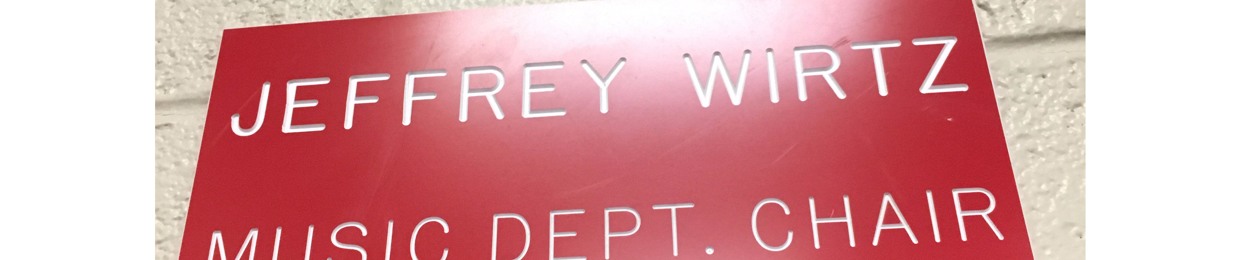 JEFFREY WIRTZ
MUSIC DEPT. CHAIR